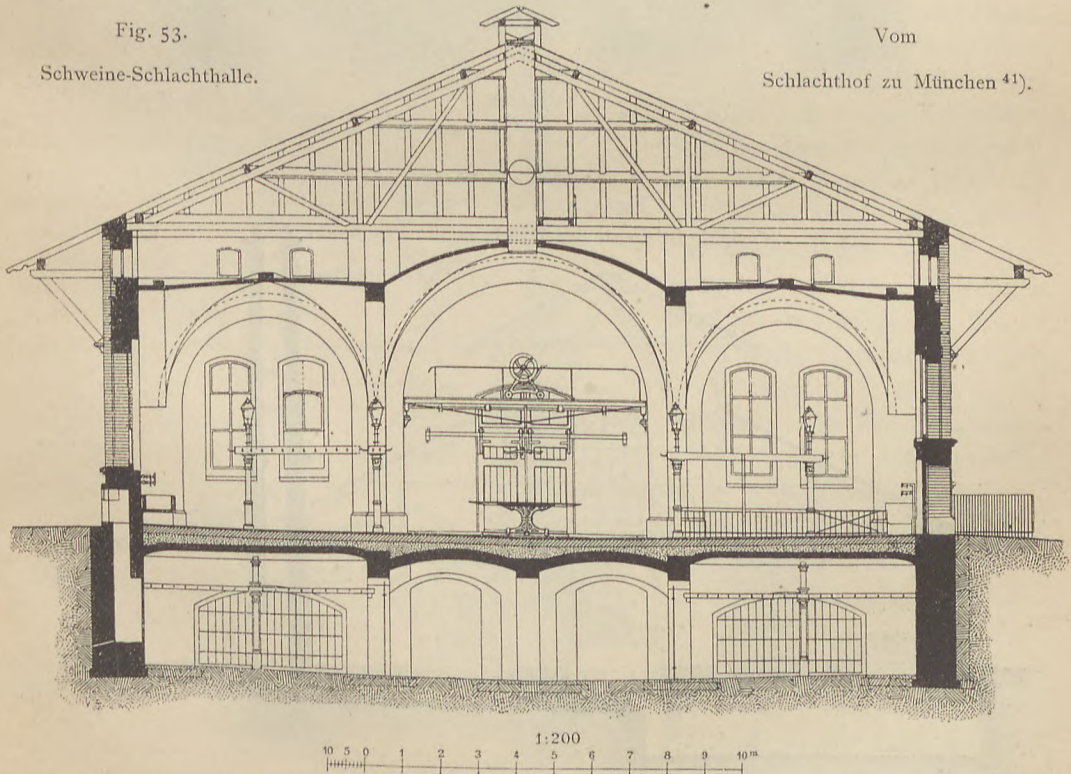 Fig. 53.
Schweine-Schlachthalle.
Vom
Schlachthof zu München 41).
1:200
10 5 0 1 2 3 4 5 6 7 8 9 10 m